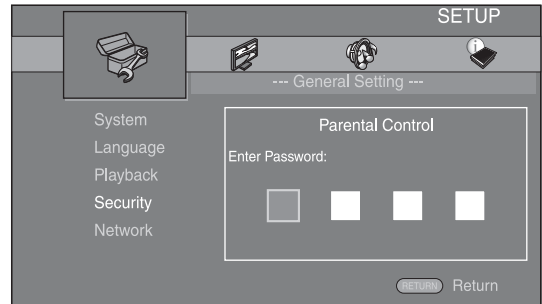 SETUP
--- General Setting ---
System
Language
Playback
Security
Network
Parental Control
Enter Password:
RETURN Return